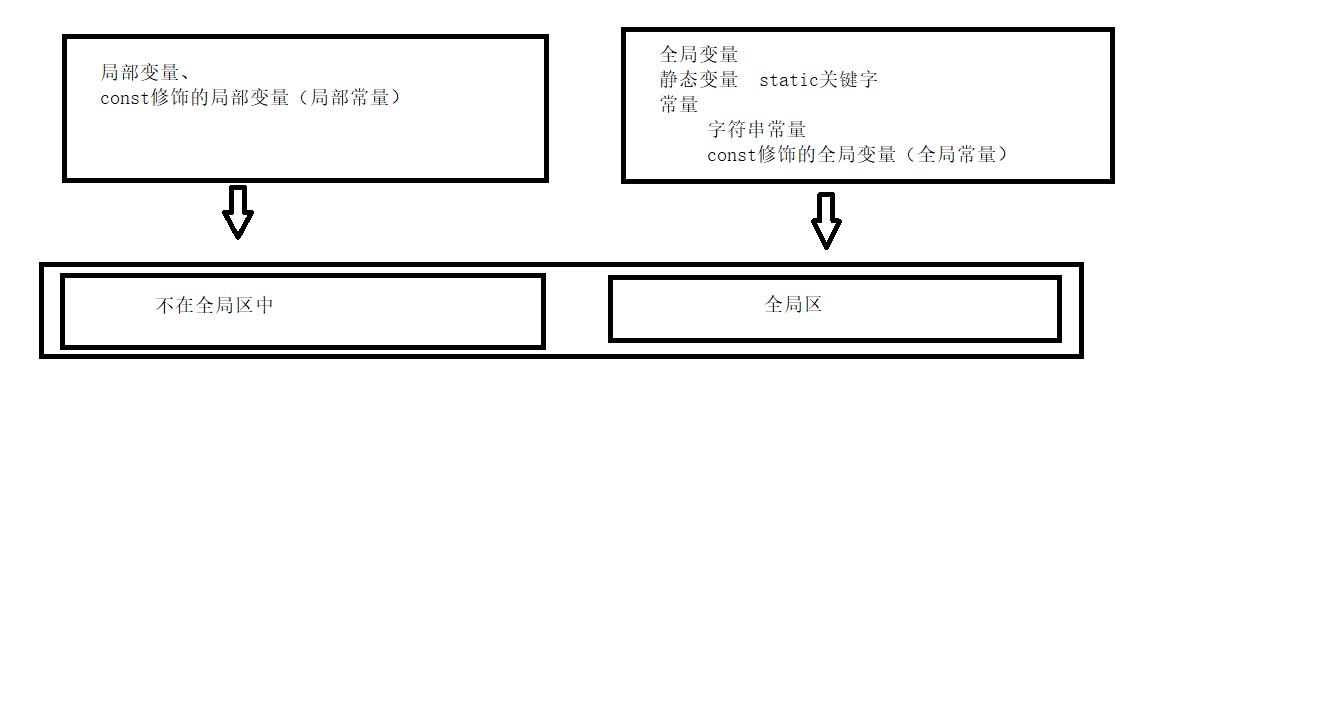 局部变量、
const修饰的局部变量（局部常量）
全局变量
静态变量  static关键字
常量
字符串常量
const修饰的全局变量（全局常量）
不在全局区中
全局区